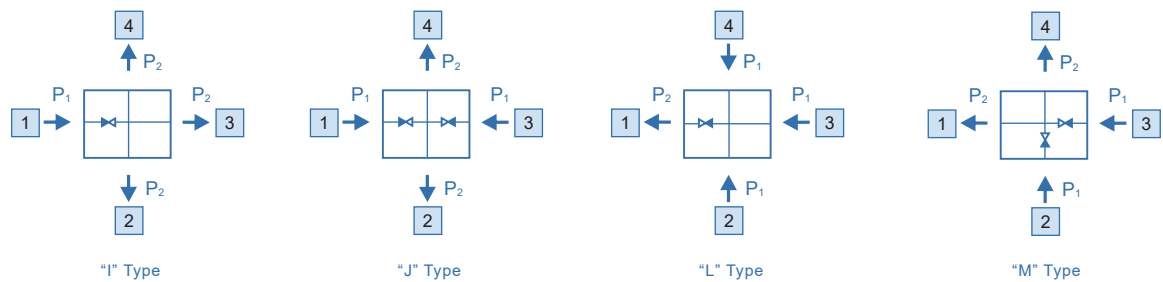 4 4 4 4
P₂ P₂ P₁ P₂
P₁ P₂ P₁ P₁ P₂ P₁ P₂ P₁
1 3 1 3 1 3 1 3
P₂ P₂ P₁ P₁
2 2 2 2
“I” Type “J” Type “L” Type “M” Type